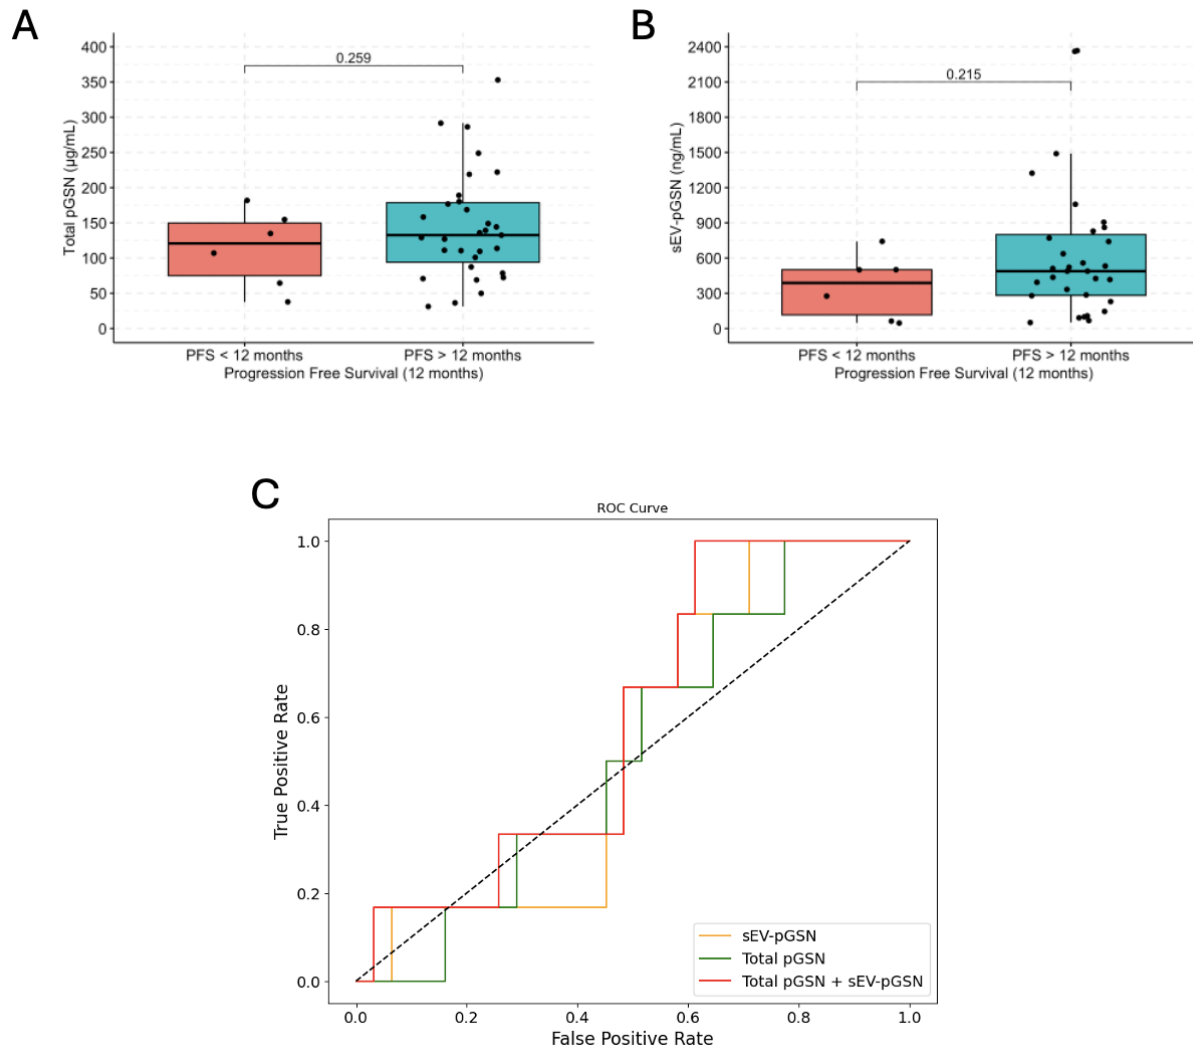 A
400
350
300
250
200
150
100
50
0
Total pGSN (µg/mL)
0.259
PFS < 12 months
PFS > 12 months
Progression Free Survival (12 months)
B
2400
2100
1800
1500
1200
900
600
300
0
sEV-pGSN (ng/mL)
0.215
PFS < 12 months
PFS > 12 months
Progression Free Survival (12 months)
C
ROC Curve
1.0
0.8
0.6
0.4
0.2
0.0
True Positive Rate
sEV-pGSN
Total pGSN
Total pGSN + sEV-pGSN
0.0
0.2
0.4
0.6
0.8
1.0
False Positive Rate